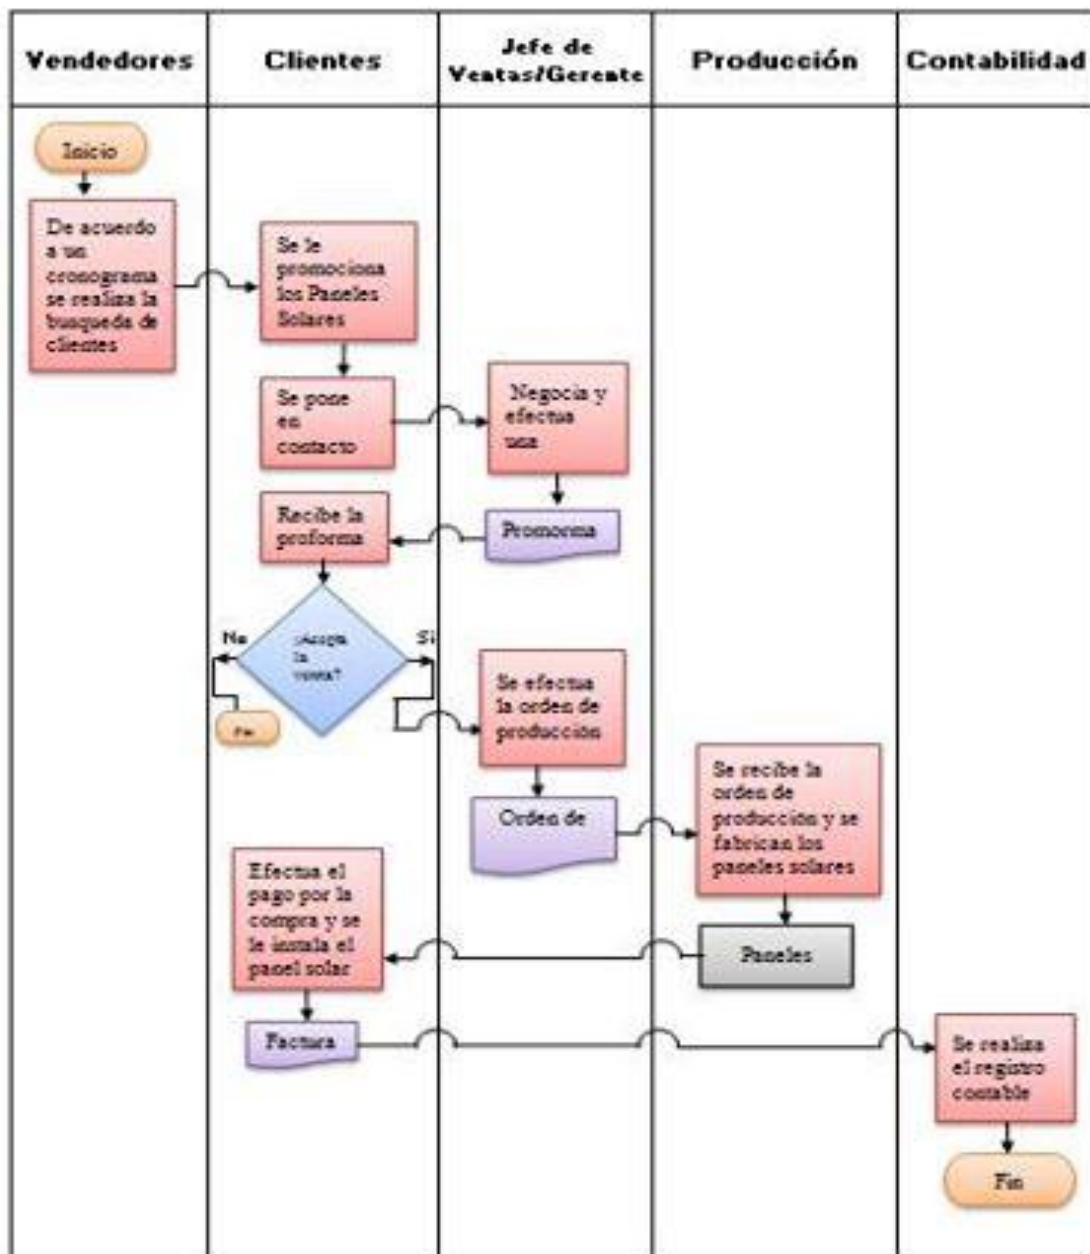 Vendedores
Clientes
Jefe de
Ventas/Gerente
Producción
Contabilidad
Inicio
De acuerdo
a un
cronograma
se realiza la
busqueda de
clientes
Se le
promociona
los Paneles
Solares
Se pone
en
contacto
Negocia y
efectua
una
Promorma
Recibe la
proforma
No
Si
¿Acepta
la
venta?
Fin
Se efectua
la orden de
producción
Orden de
Se recibe la
orden de
producción y se
fabrican los
paneles solares
Paneles
Efectua el
pago por la
compra y se
le instala el
panel solar
Factura
Se realiza
el registro
contable
Fin